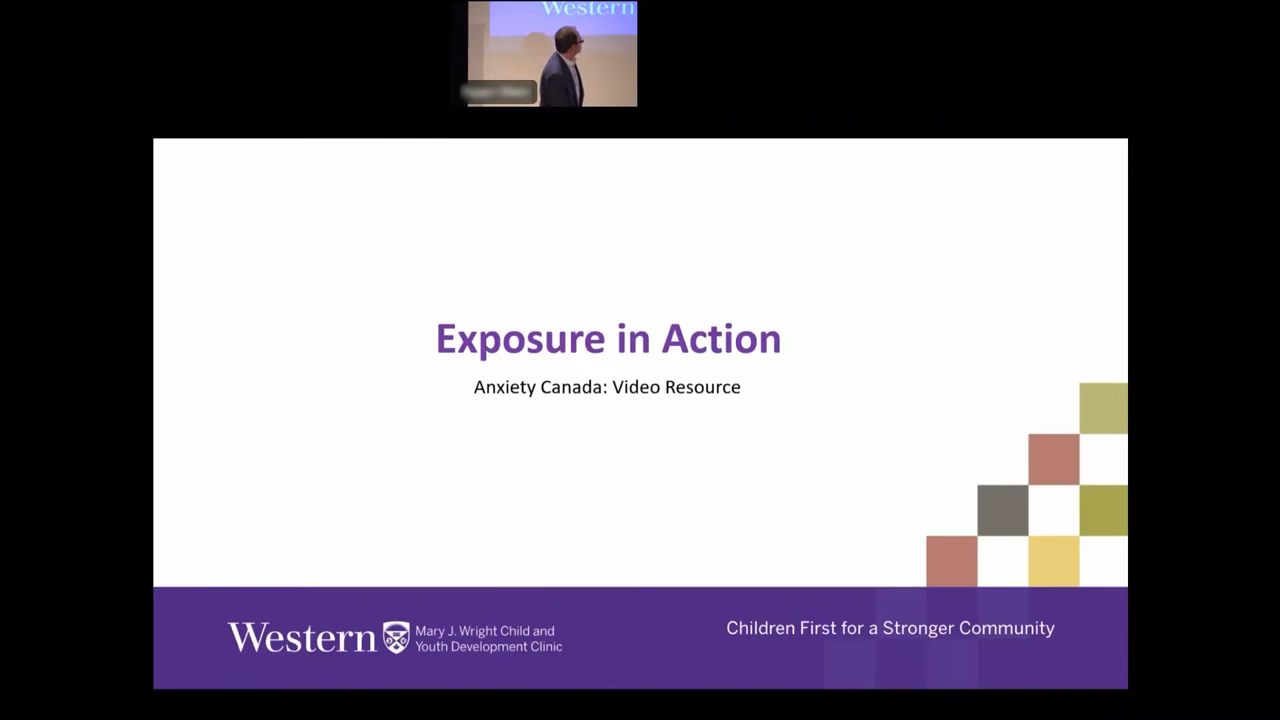 Western
Exposure in Action
Anxiety Canada: Video Resource
Western
Mary J. Wright Child and
Youth Development Clinic
Children First for a Stronger Community